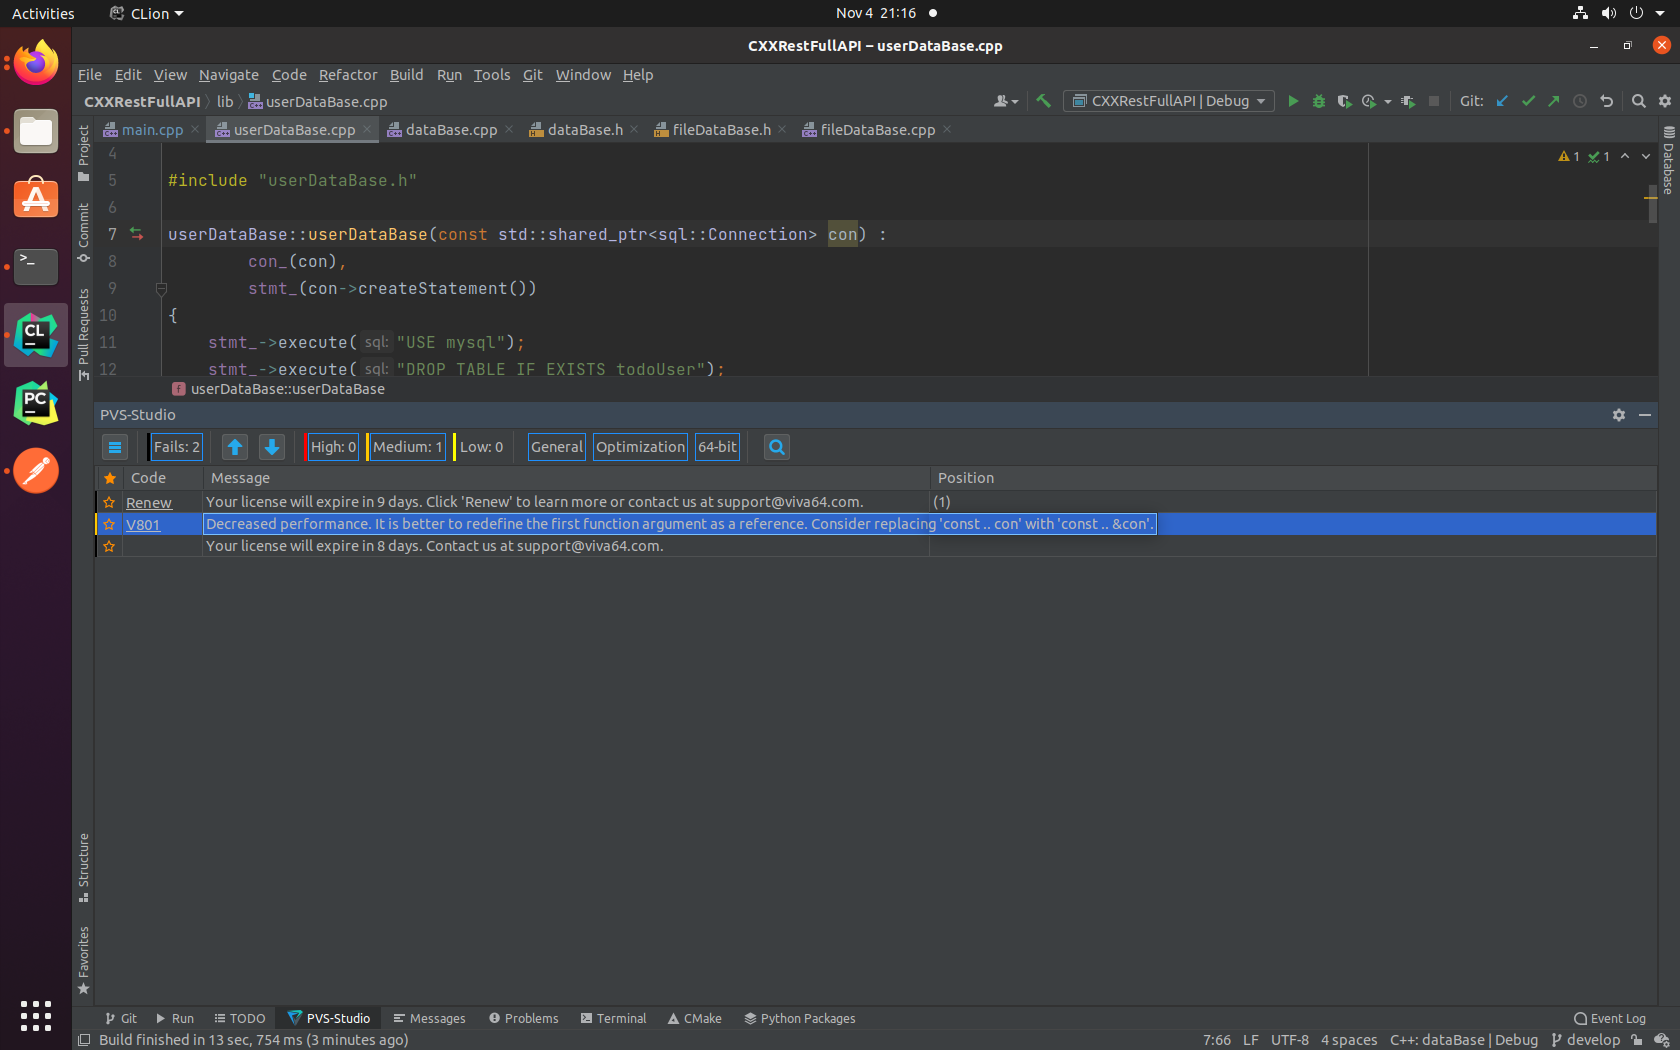 Activities CLion Nov 4 21:16
CXXRestFullAPI – userDataBase.cpp
File Edit View Navigate Code Refactor Build Run Tools Git Window Help
CXXRestFullAPI lib userDataBase.cpp CXXRestFullAPI | Debug Git:
main.cpp userDataBase.cpp dataBase.cpp dataBase.h fileDataBase.h fileDataBase.cpp
Project
Commit
Pull Requests
Structure
Favorites
Database
1 1
4
5 #include "userDataBase.h"
6
7 userDataBase::userDataBase(const std::shared_ptr<sql::Connection> con) :
8 con_(con),
9 stmt_(con->createStatement())
10 {
11 stmt_->execute( sql: "USE mysql");
12 stmt_->execute( sql: "DROP TABLE IF EXISTS todoUser");
f userDataBase::userDataBase
PVS-Studio
Fails: 2 High: 0 Medium: 1 Low: 0 General Optimization 64-bit
Code Message Position
Renew Your license will expire in 9 days. Click 'Renew' to learn more or contact us at support@viva64.com. (1)
V801 Decreased performance. It is better to redefine the first function argument as a reference. Consider replacing 'const .. con' with 'const .. &con'.
Your license will expire in 8 days. Contact us at support@viva64.com.
Git Run TODO PVS-Studio Messages Problems Terminal CMake Python Packages Event Log
Build finished in 13 sec, 754 ms (3 minutes ago) 7:66 LF UTF-8 4 spaces C++: dataBase | Debug develop
>_
CL
PC